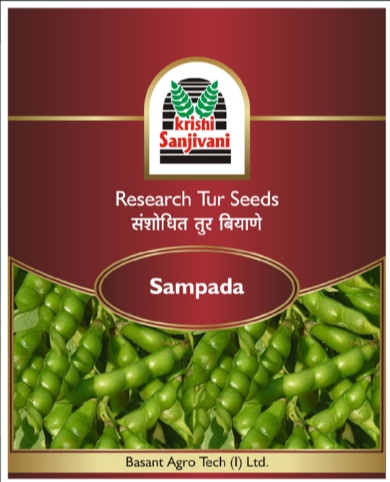 krishi
Sanjivani
Research Tur Seeds
संशोधित तुर बियाणे
Sampada
Basant Agro Tech (I) Ltd.